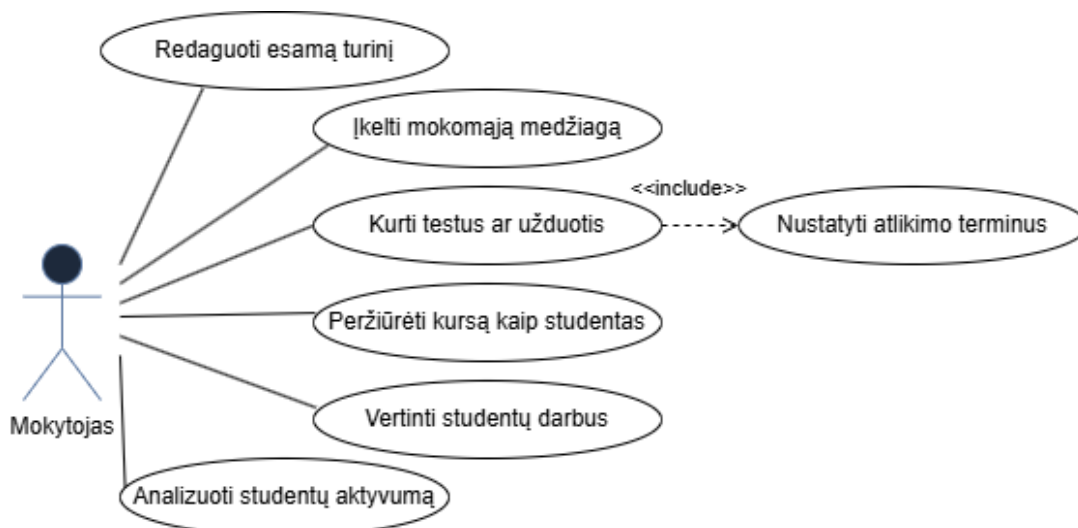 Redaguoti esamą turinį
Įkelti mokomąją medžiagą
<<include>>
Kurti testus ar užduotis
Nustatyti atlikimo terminus
Peržiūrėti kursą kaip studentas
Vertinti studentų darbus
Mokytojas
Analizuoti studentų aktyvumą